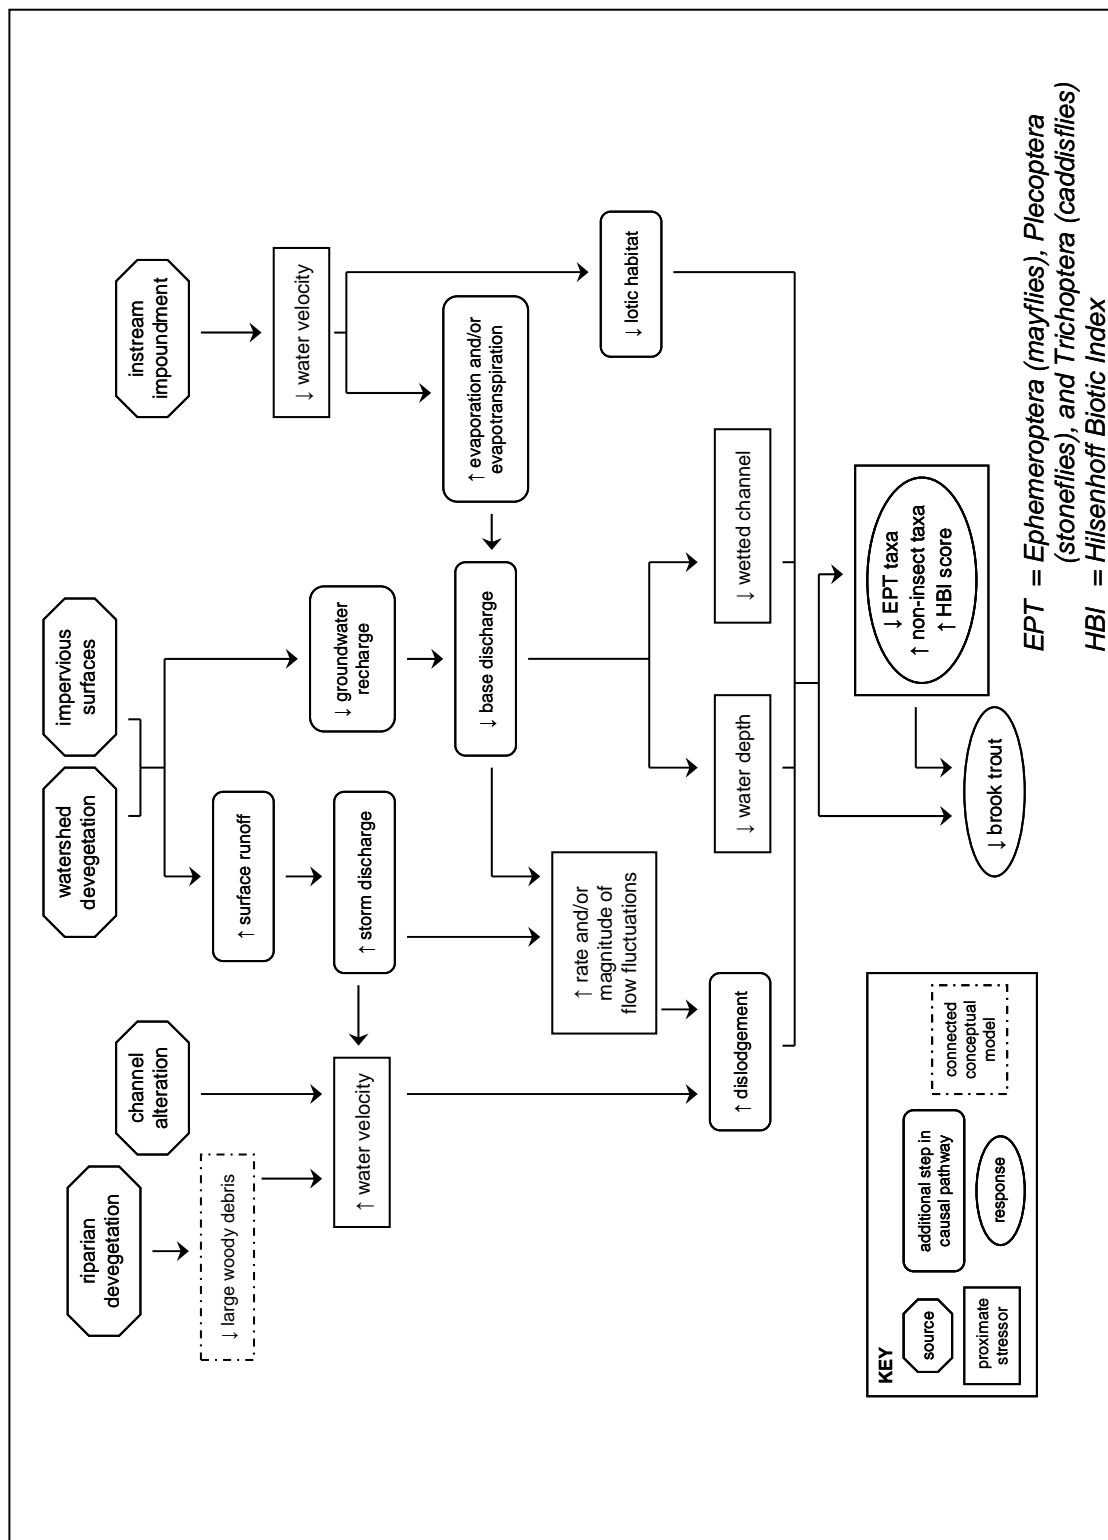 riparian
devegetation
channel
alteration
watershed
devegetation
impervious
surfaces
instream
impoundment
↓ large woody debris
↑ surface runoff
↓ water velocity
↑ water velocity
↑ storm discharge
↓ groundwater
recharge
↑ evaporation and/or
evapotranspiration
↓ base discharge
↑ rate and/or
magnitude of
flow fluctuations
↓ lotic habitat
↑ dislodgement
↓ water depth
↓ wetted channel
↓ EPT taxa
↑ non-insect taxa
↑ HBI score
↓ brook trout
KEY
source
additional step in
causal pathway
connected
conceptual
model
proximate
stressor
response
EPT = Ephemeroptera (mayflies), Plecoptera
(stoneflies), and Trichoptera (caddisflies)
HBI = Hilsenhoff Biotic Index